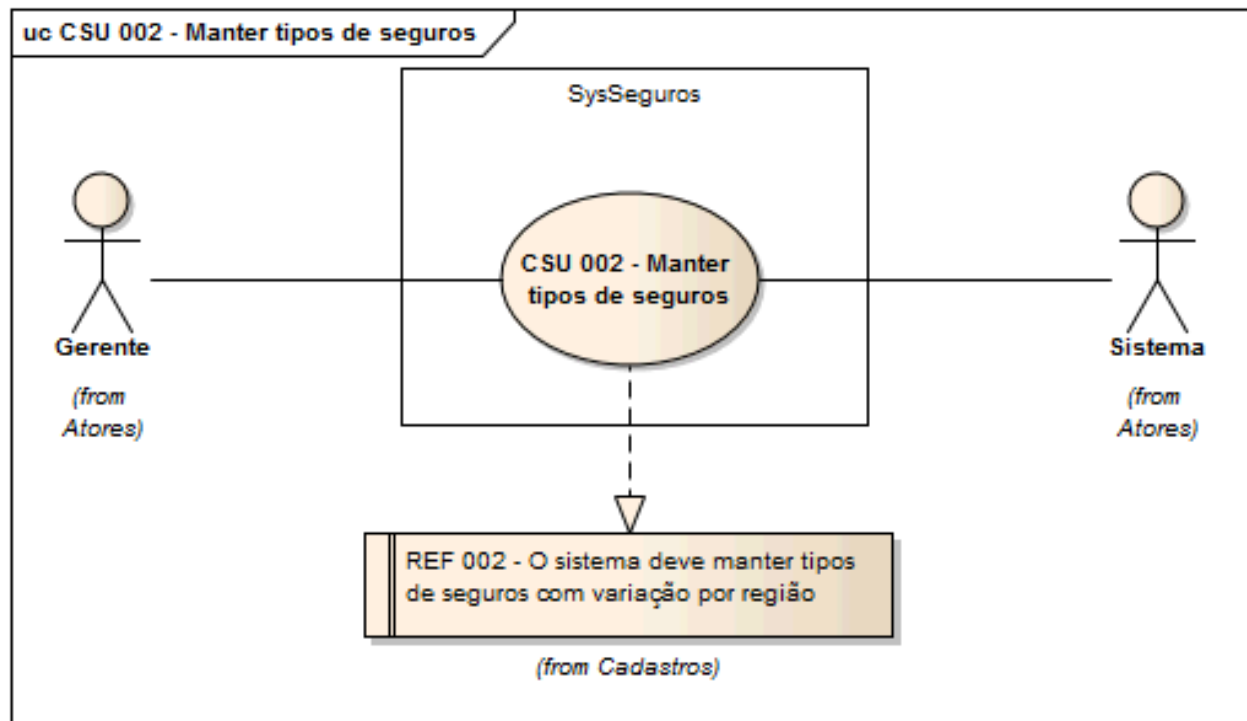 uc CSU 002 - Manter tipos de seguros
SysSeguros
CSU 002 - Manter
tipos de seguros
Gerente
(from
Atores)
Sistema
(from
Atores)
REF 002 - O sistema deve manter tipos
de seguros com variação por região
(from Cadastros)